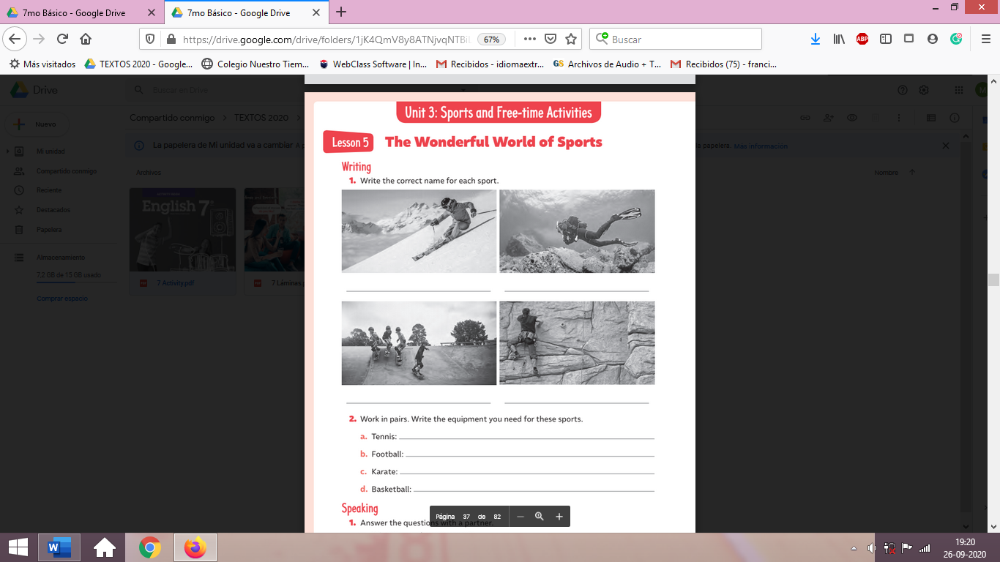 7mo Básico - Google Drive
7mo Básico - Google Drive
https://drive.google.com/drive/folders/1jK4QmV8y8ATNjvqNTBi
67%
Buscar
ABP
Más visitados
TEXTOS 2020 - Google...
Colegio Nuestro Tiem...
WebClass Software | In...
Recibidos - idiomaextr...
GS Archivos de Audio + T...
Recibidos (75) - franci...
Drive
Buscar en Drive
Nuevo
Compartido conmigo > TEXTOS 2020 >
La papelera de Mi unidad va a cambiar
papelera. Más información
Mi unidad
Compartido conmigo
Reciente
Destacados
Papelera
Almacenamiento
7,2 GB de 15 GB usado
Comprar espacio
Archivos
Nombre
English 7°
7 Activity.pdf
7 Láminas.
Unit 3: Sports and Free-time Activities
Lesson 5 The Wonderful World of Sports
Writing
1. Write the correct name for each sport.
2. Work in pairs. Write the equipment you need for these sports.
a. Tennis:
b. Football:
c. Karate:
d. Basketball:
Speaking
1. Answer the questions with a partner.
Página 37 de 82
19:20
26-09-2020